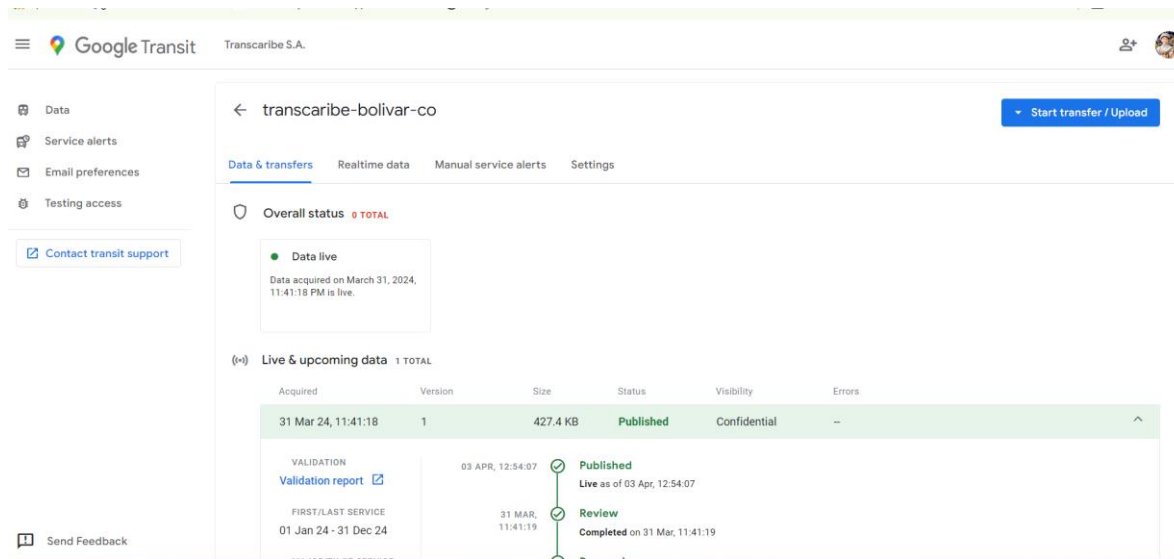 Google Transit
Transcaribe S.A.
Data
Service alerts
Email preferences
Testing access
Contact transit support
Send Feedback
transcaribe-bolivar-co
Start transfer / Upload
Data & transfers Realtime data Manual service alerts Settings
Overall status 0 TOTAL
Data live
Data acquired on March 31, 2024,
11:41:18 PM is live.
Live & upcoming data 1 TOTAL
Acquired Version Size Status Visibility Errors
31 Mar 24, 11:41:18 1 427.4 KB Published Confidential --
VALIDATION
Validation report
FIRST/LAST SERVICE
01 Jan 24 - 31 Dec 24
03 APR, 12:54:07 Published
Live as of 03 Apr, 12:54:07
31 MAR,
11:41:19
Review
Completed on 31 Mar, 11:41:19